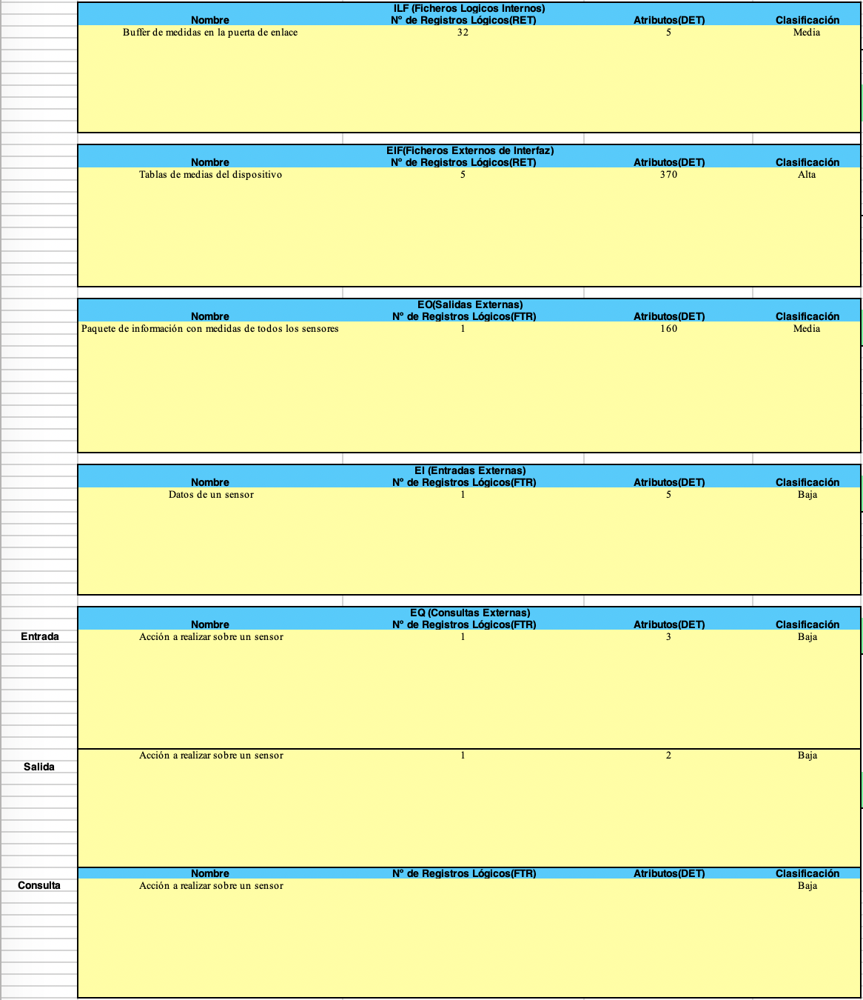 ILF (Ficheros Logicos Internos)
Nombre Nº de Registros Lógicos(RET) Atributos(DET) Clasificación
Buffer de medidas en la puerta de enlace 32 5 Media
EIF(Ficheros Externos de Interfaz)
Nombre Nº de Registros Lógicos(RET) Atributos(DET) Clasificación
Tablas de medias del dispositivo 5 370 Alta
EO(Salidas Externas)
Nombre Nº de Registros Lógicos(FTR) Atributos(DET) Clasificación
Paquete de información con medidas de todos los sensores 1 160 Media
EI (Entradas Externas)
Nombre Nº de Registros Lógicos(FTR) Atributos(DET) Clasificación
Datos de un sensor 1 5 Baja
EQ (Consultas Externas)
Nombre Nº de Registros Lógicos(FTR) Atributos(DET) Clasificación
Entrada Acción a realizar sobre un sensor 1 3 Baja
Acción a realizar sobre un sensor 1 2 Baja
Salida
Nombre Nº de Registros Lógicos(FTR) Atributos(DET) Clasificación
Consulta Acción a realizar sobre un sensor Baja